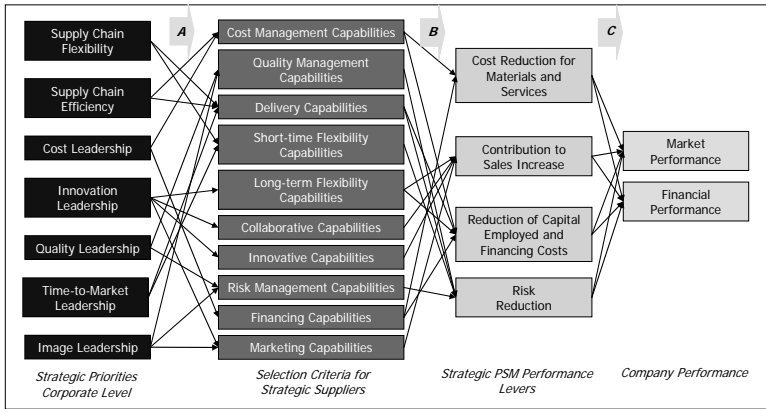 A
B
C
Supply Chain
Flexibility
Supply Chain
Efficiency
Cost Leadership
Innovation
Leadership
Quality Leadership
Time-to-Market
Leadership
Image Leadership
Strategic Priorities
Corporate Level
Cost Management Capabilities
Quality Management
Capabilities
Delivery Capabilities
Short-time Flexibility
Capabilities
Long-term Flexibility
Capabilities
Collaborative Capabilities
Innovative Capabilities
Risk Management Capabilities
Financing Capabilities
Marketing Capabilities
Selection Criteria for
Strategic Suppliers
Cost Reduction for
Materials and
Services
Contribution to
Sales Increase
Reduction of Capital
Employed and
Financing Costs
Risk
Reduction
Strategic PSM Performance
Levers
Market
Performance
Financial
Performance
Company Performance